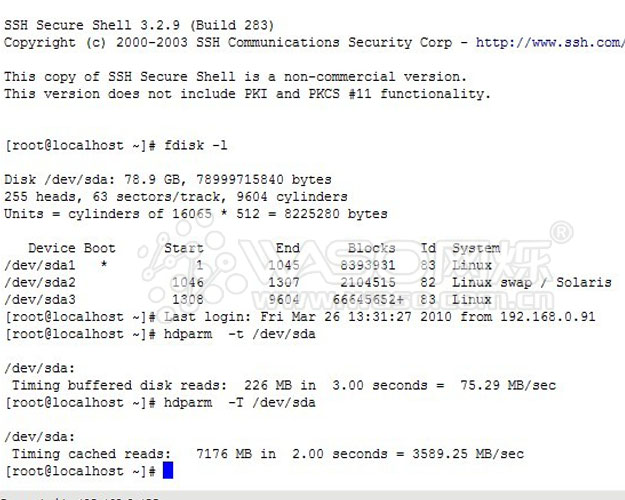 SSH Secure Shell 3.2.9 (Build 283)
Copyright (c) 2000-2003 SSH Communications Security Corp - http://www.ssh.com/
This copy of SSH Secure Shell is a non-commercial version.
This version does not include PKI and PKCS #11 functionality.
[root@localhost ~]# fdisk -l
Disk /dev/sda: 78.9 GB, 78999715840 bytes
255 heads, 63 sectors/track, 9604 cylinders
Units = cylinders of 16065 * 512 = 8225280 bytes
Device Boot Start End Blocks Id System
/dev/sda1 * 1 1045 8393931 83 Linux
/dev/sda2 1046 1307 2104515 82 Linux swap / Solaris
/dev/sda3 1308 9604 66645652+ 83 Linux
[root@localhost ~]# Last login: Fri Mar 26 13:31:27 2010 from 192.168.0.91
[root@localhost ~]# hdparm -t /dev/sda
/dev/sda:
Timing buffered disk reads: 226 MB in 3.00 seconds = 75.29 MB/sec
[root@localhost ~]# hdparm -T /dev/sda
/dev/sda:
Timing cached reads: 7176 MB in 2.00 seconds = 3589.25 MB/sec
[root@localhost ~]#